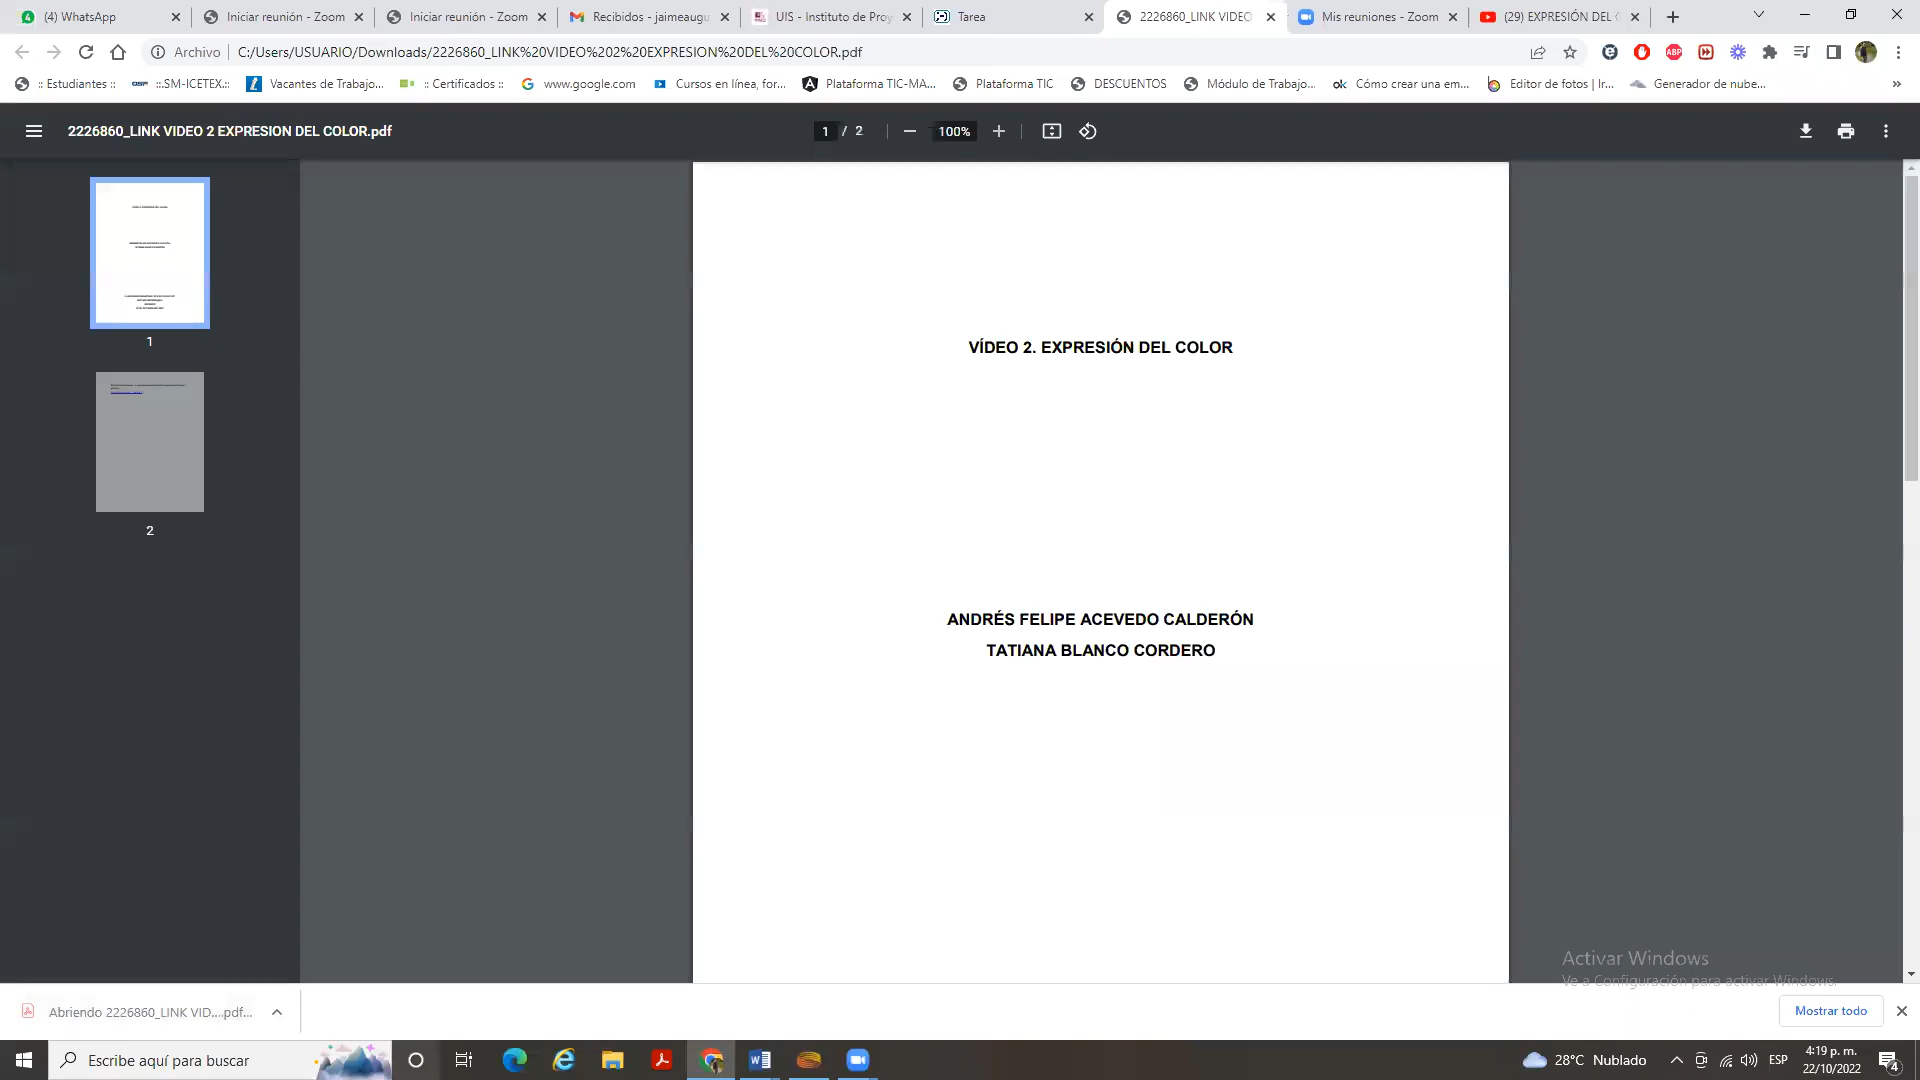 (4) WhatsApp
Iniciar reunión - Zoom
Iniciar reunión - Zoom
Recibidos - jaimeaugu
UIS - Instituto de Proy
Tarea
2226860_LINK VIDEO
Mis reuniones - Zoom
(29) EXPRESIÓN DEL
Archivo
C:/Users/USUARIO/Downloads/2226860_LINK%20VIDEO%202%20EXPRESION%20DEL%20COLOR.pdf
ABP
:: Estudiantes ::
::.SM-ICETEX.::
Vacantes de Trabajo...
:: Certificados ::
www.google.com
Cursos en línea, for...
Plataforma TIC-MA...
Plataforma TIC
DESCUENTOS
Módulo de Trabajo...
ok Cómo crear una em...
Editor de fotos | Ir...
Generador de nube...
»
2226860_LINK VIDEO 2 EXPRESION DEL COLOR.pdf
1 / 2
100%
1
2
VÍDEO 2. EXPRESIÓN DEL COLOR
ANDRÉS FELIPE ACEVEDO CALDERÓN
TATIANA BLANCO CORDERO
Activar Windows
Ve a Configuración para activar Windows.
Abriendo 2226860_LINK VID....pdf...
Mostrar todo
Escribe aquí para buscar
28°C Nublado
ESP
4:19 p. m.
22/10/2022
4